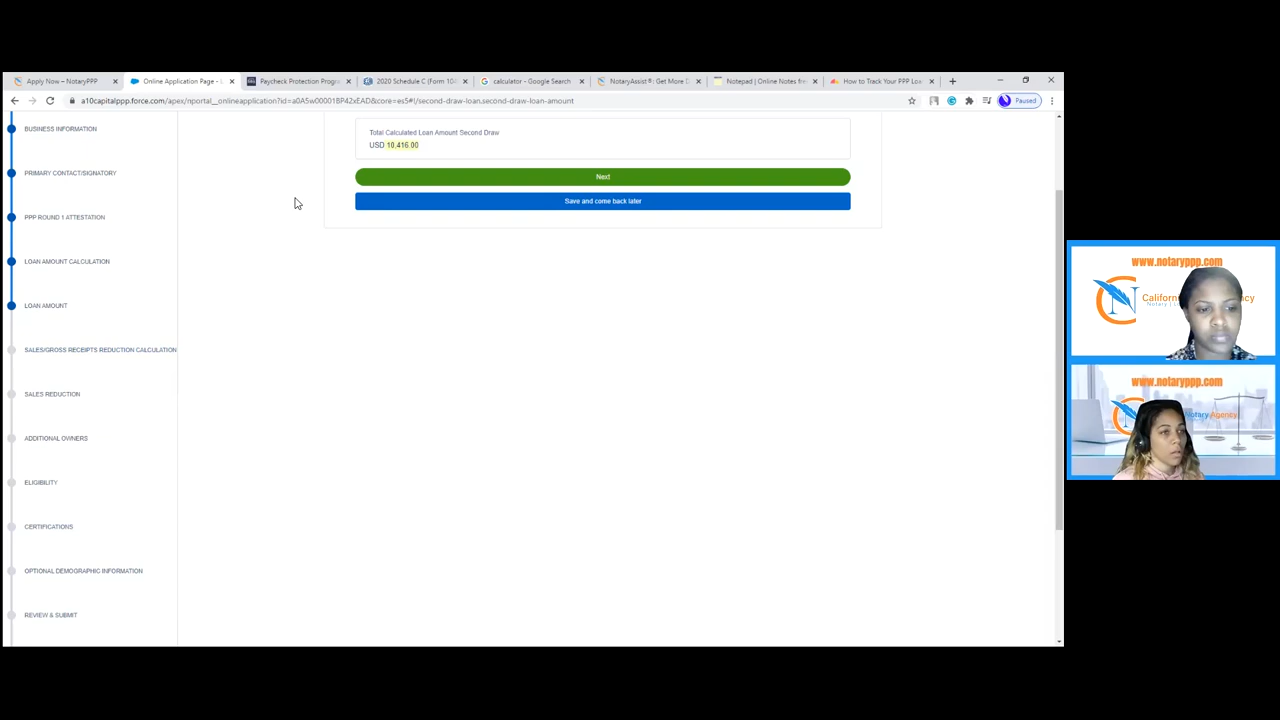 Apply Now – NotaryPPP
Online Application Page -
Paycheck Protection Progr
2020 Schedule C (Form 104
calculator - Google Search
NotaryAssist®: Get More
Notepad | Online Notes fre
How to Track Your PPP Loa
a10capitalppp.force.com/apex/nportal__onlineapplication?id=a0A5w00001BP42xEAD&core=es5#!/second-draw-loan.second-draw-loan-amount
Paused
BUSINESS INFORMATION
PRIMARY CONTACT/SIGNATORY
PPP ROUND 1 ATTESTATION
LOAN AMOUNT CALCULATION
LOAN AMOUNT
SALES/GROSS RECEIPTS REDUCTION CALCULATION
SALES REDUCTION
ADDITIONAL OWNERS
ELIGIBILITY
CERTIFICATIONS
OPTIONAL DEMOGRAPHIC INFORMATION
REVIEW & SUBMIT
Total Calculated Loan Amount Second Draw
USD 10,416.00
Next
Save and come back later
www.notaryppp.com
Californ
Notary
www.notaryppp.com
Notary Agency